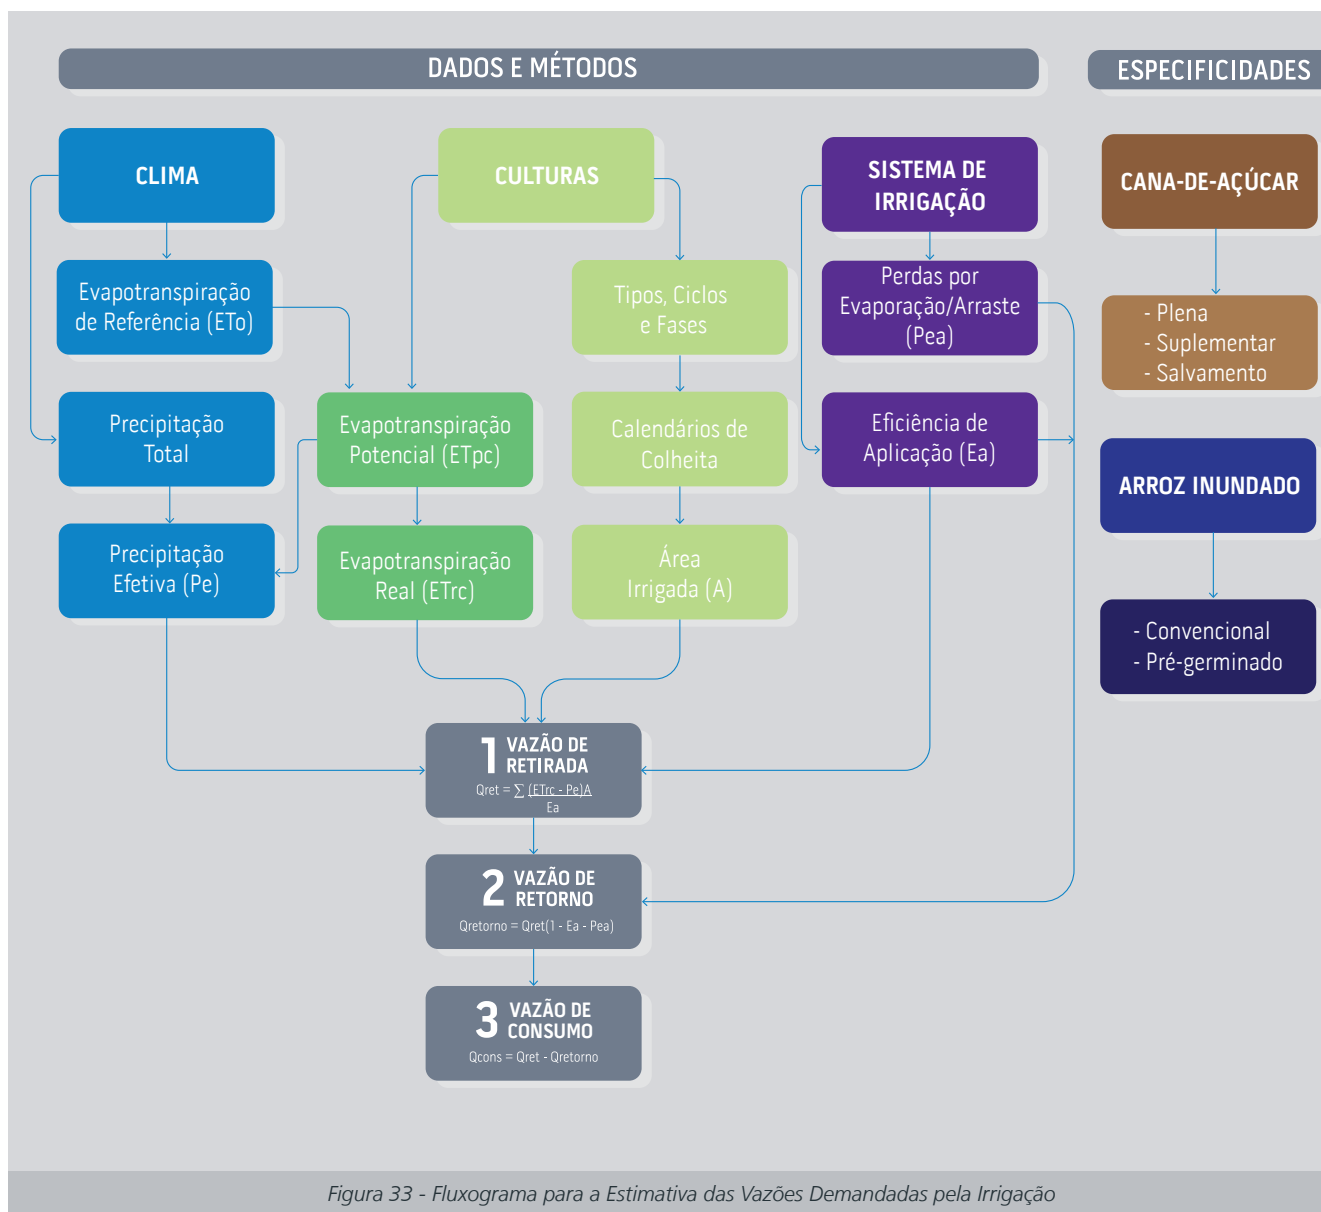 DADOS E MÉTODOS
ESPECIFICIDADES
CLIMA
CULTURAS
SISTEMA DE
IRRIGAÇÃO
CANA-DE-AÇÚCAR
Evapotranspiração
de Referência (ETo)
Tipos, Ciclos
e Fases
Perdas por
Evaporação/Arraste
(Pea)
- Plena
- Suplementar
- Salvamento
Precipitação
Total
Evapotranspiração
Potencial (ETpc)
Calendários de
Colheita
Eficiência de
Aplicação (Ea)
ARROZ INUNDADO
Precipitação
Efetiva (Pe)
Evapotranspiração
Real (ETrc)
Área
Irrigada (A)
- Convencional
- Pré-germinado
1 VAZÃO DE
RETIRADA
Qret = ∑ (ETrc - Pe)A
Ea
2 VAZÃO DE
RETORNO
Qretorno = Qret(1 - Ea - Pea)
3 VAZÃO DE
CONSUMO
Qcons = Qret - Qretorno
Figura 33 - Fluxograma para a Estimativa das Vazões Demandadas pela Irrigação